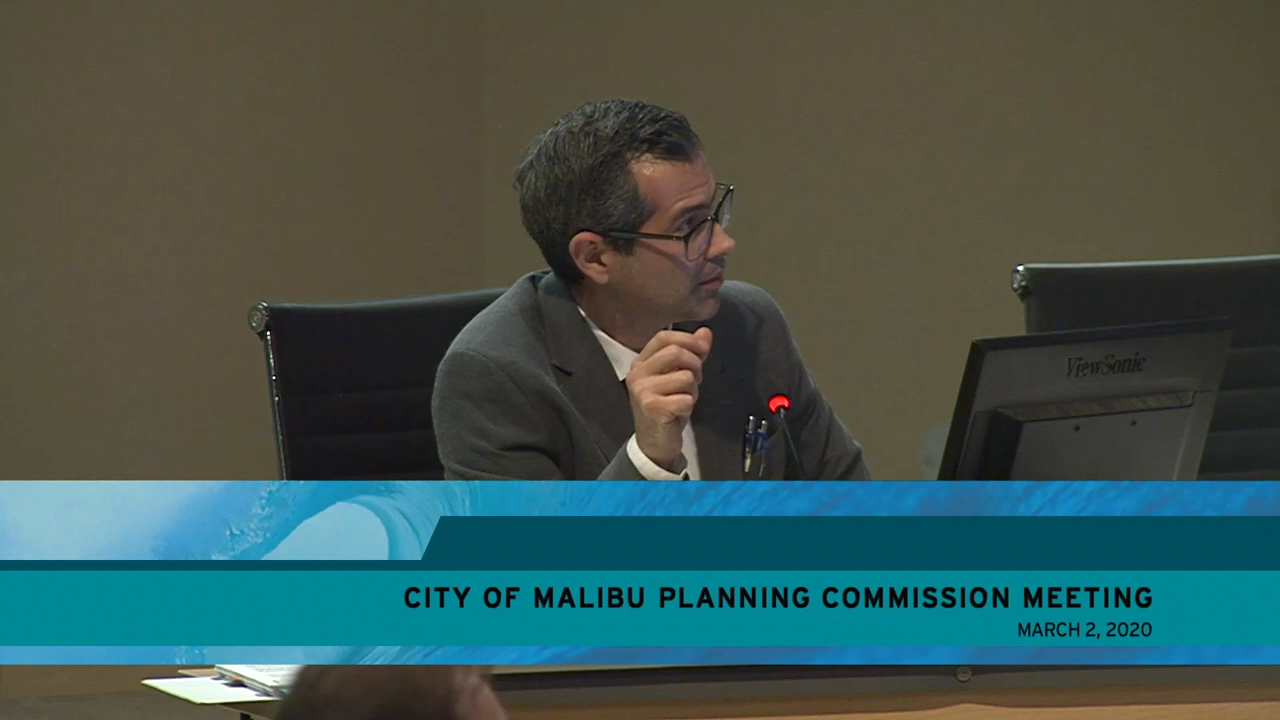 ViewSonic
CITY OF MALIBU PLANNING COMMISSION MEETING
MARCH 2, 2020